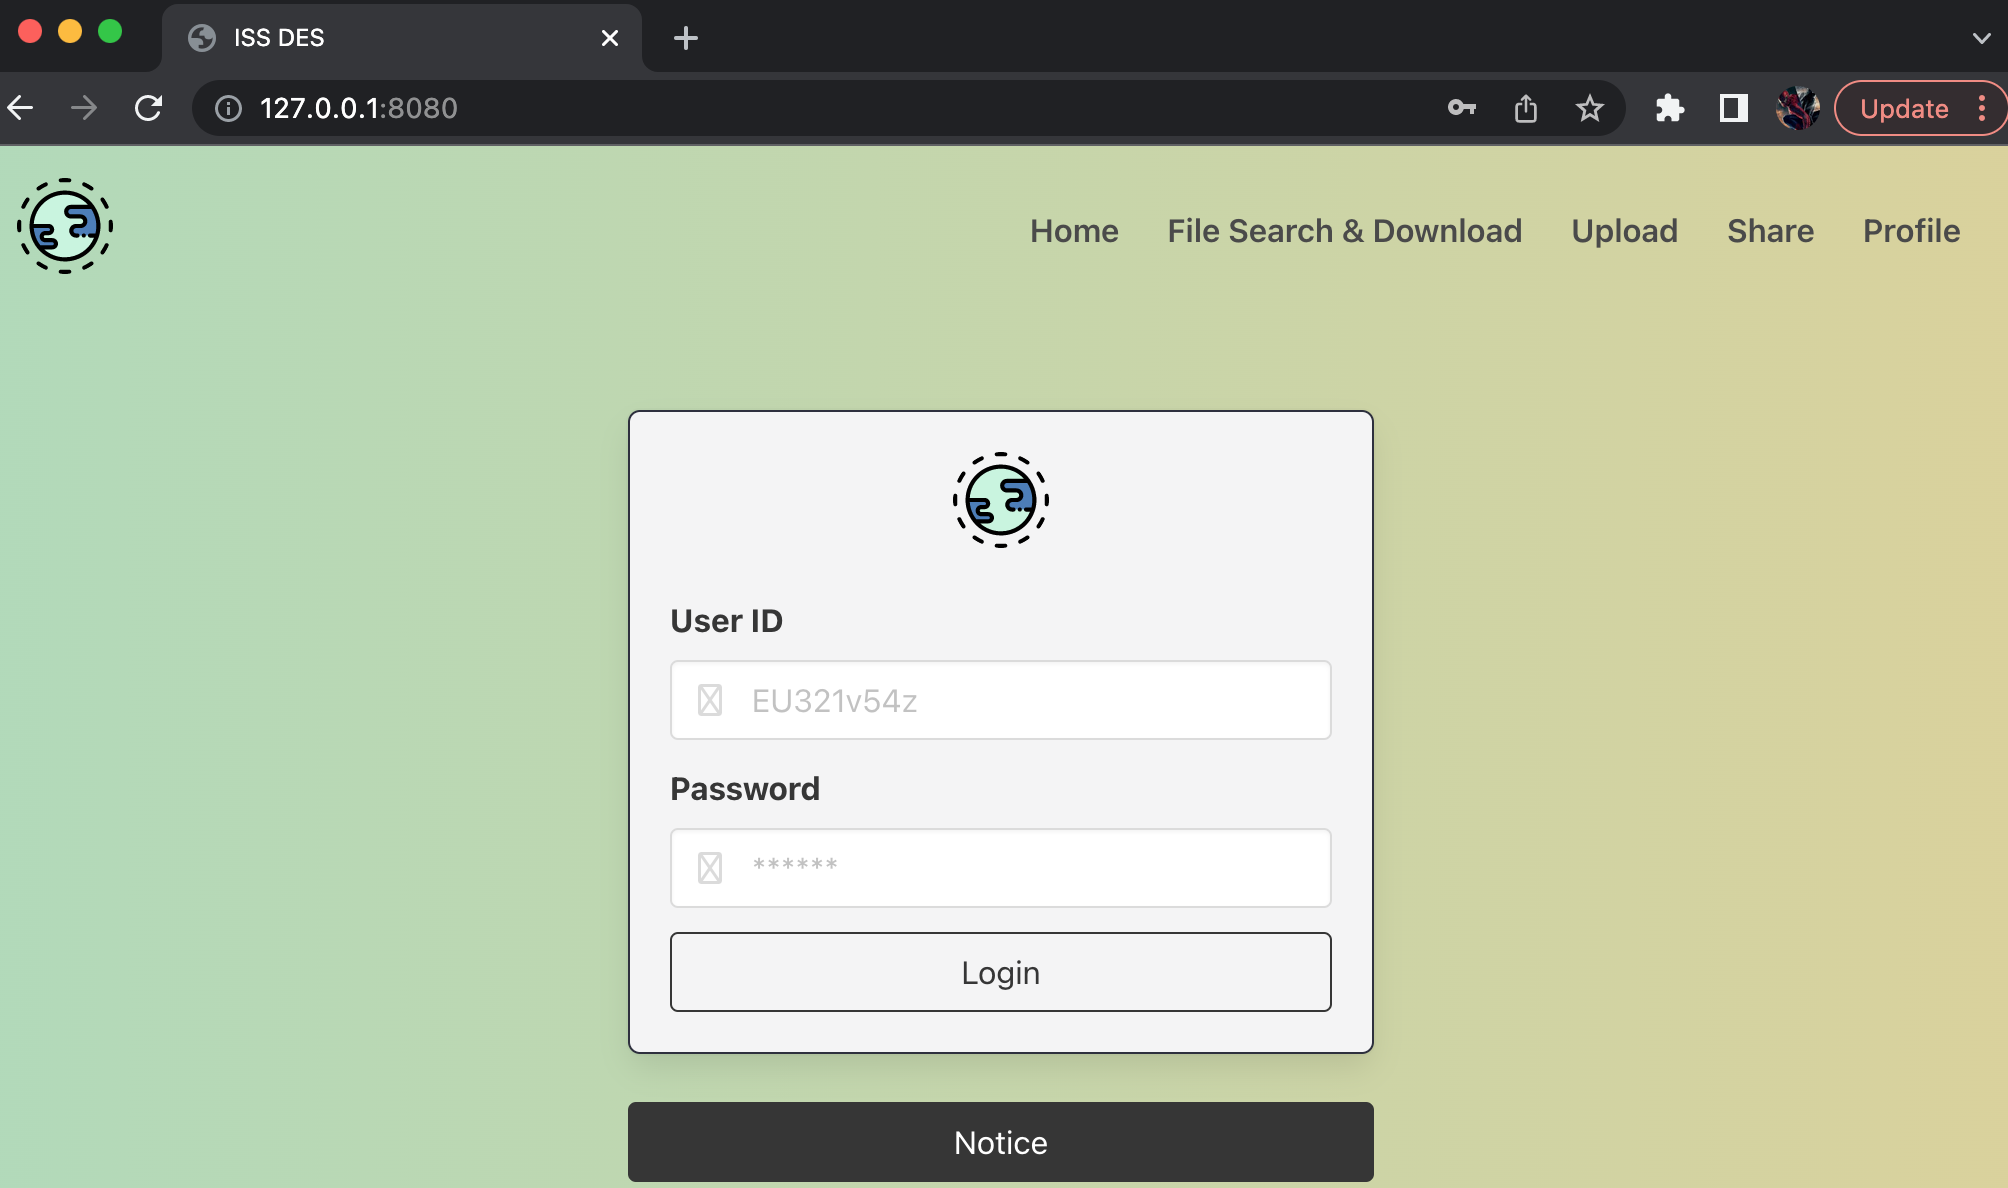 ISS DES
127.0.0.1:8080
Update
Home File Search & Download Upload Share Profile
User ID
EU321v54z
Password
******
Login
Notice